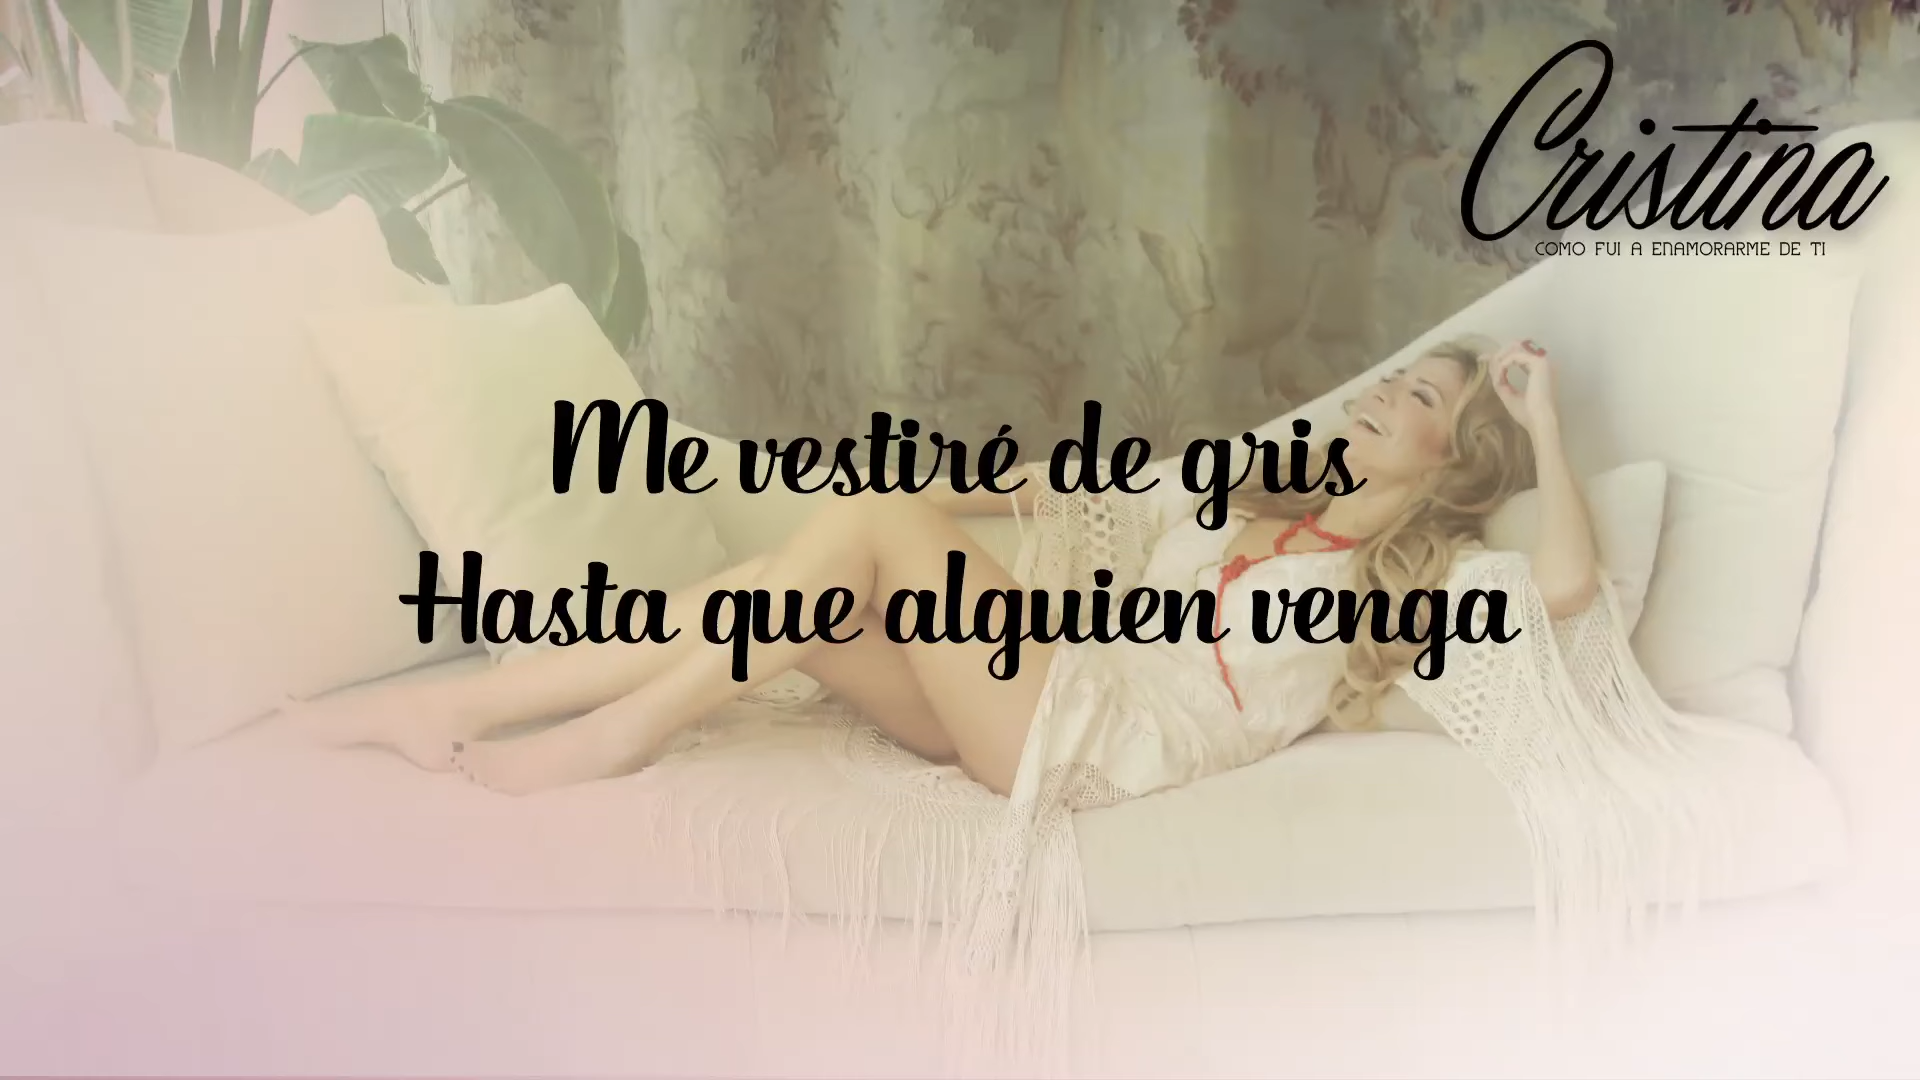 Cristina
COMO FUI A ENAMORARME DE TI
Me vestiré de gris
Hasta que alguien venga